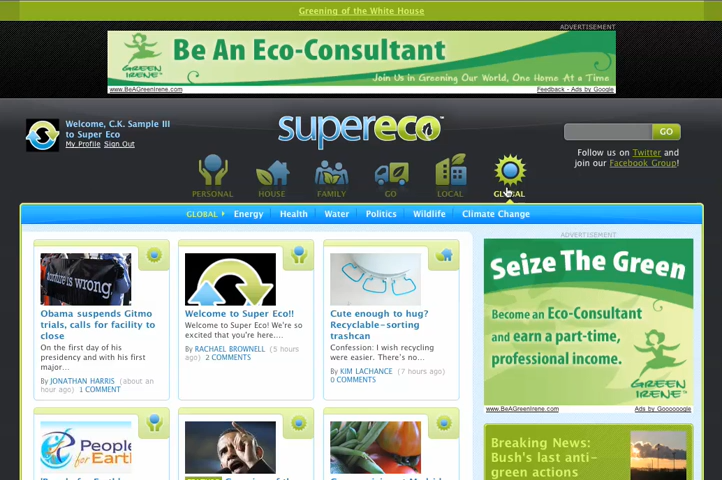 Greening of the White House
ADVERTISEMENT
GREEN IRENE
Be An Eco-Consultant
Join Us in Greening Our World, One Home At a Time
www.BeAGreenIrene.com
Feedback - Ads by Google
Welcome, C.K. Sample III
to Super Eco
My Profile Sign Out
supereco
GO
Follow us on Twitter and
join our Facebook Group!
PERSONAL HOUSE FAMILY GO LOCAL GLOBAL
GLOBAL Energy Health Water Politics Wildlife Climate Change
torture is wrong
Obama suspends Gitmo
trials, calls for facility to
close
On the first day of his
presidency and with his first
major...
By JONATHAN HARRIS (about an
hour ago) 1 COMMENT
Welcome to Super Eco!!
Welcome to Super Eco! We're so
excited that you're here....
By RACHAEL BROWNELL (5 hours
ago) 2 COMMENTS
Cute enough to hug?
Recyclable-sorting
trashcan
Confession: I wish recycling
were easier. There's no...
By KIM LACHANCE (7 hours ago)
0 COMMENTS
ADVERTISEMENT
Seize The Green
Become an Eco-Consultant
and earn a part-time,
professional income.
GREEN
IRENE
www.BeAGreenIrene.com
Ads by Goooooogle
People
for Earth
Breaking News:
Bush's last anti-
green actions